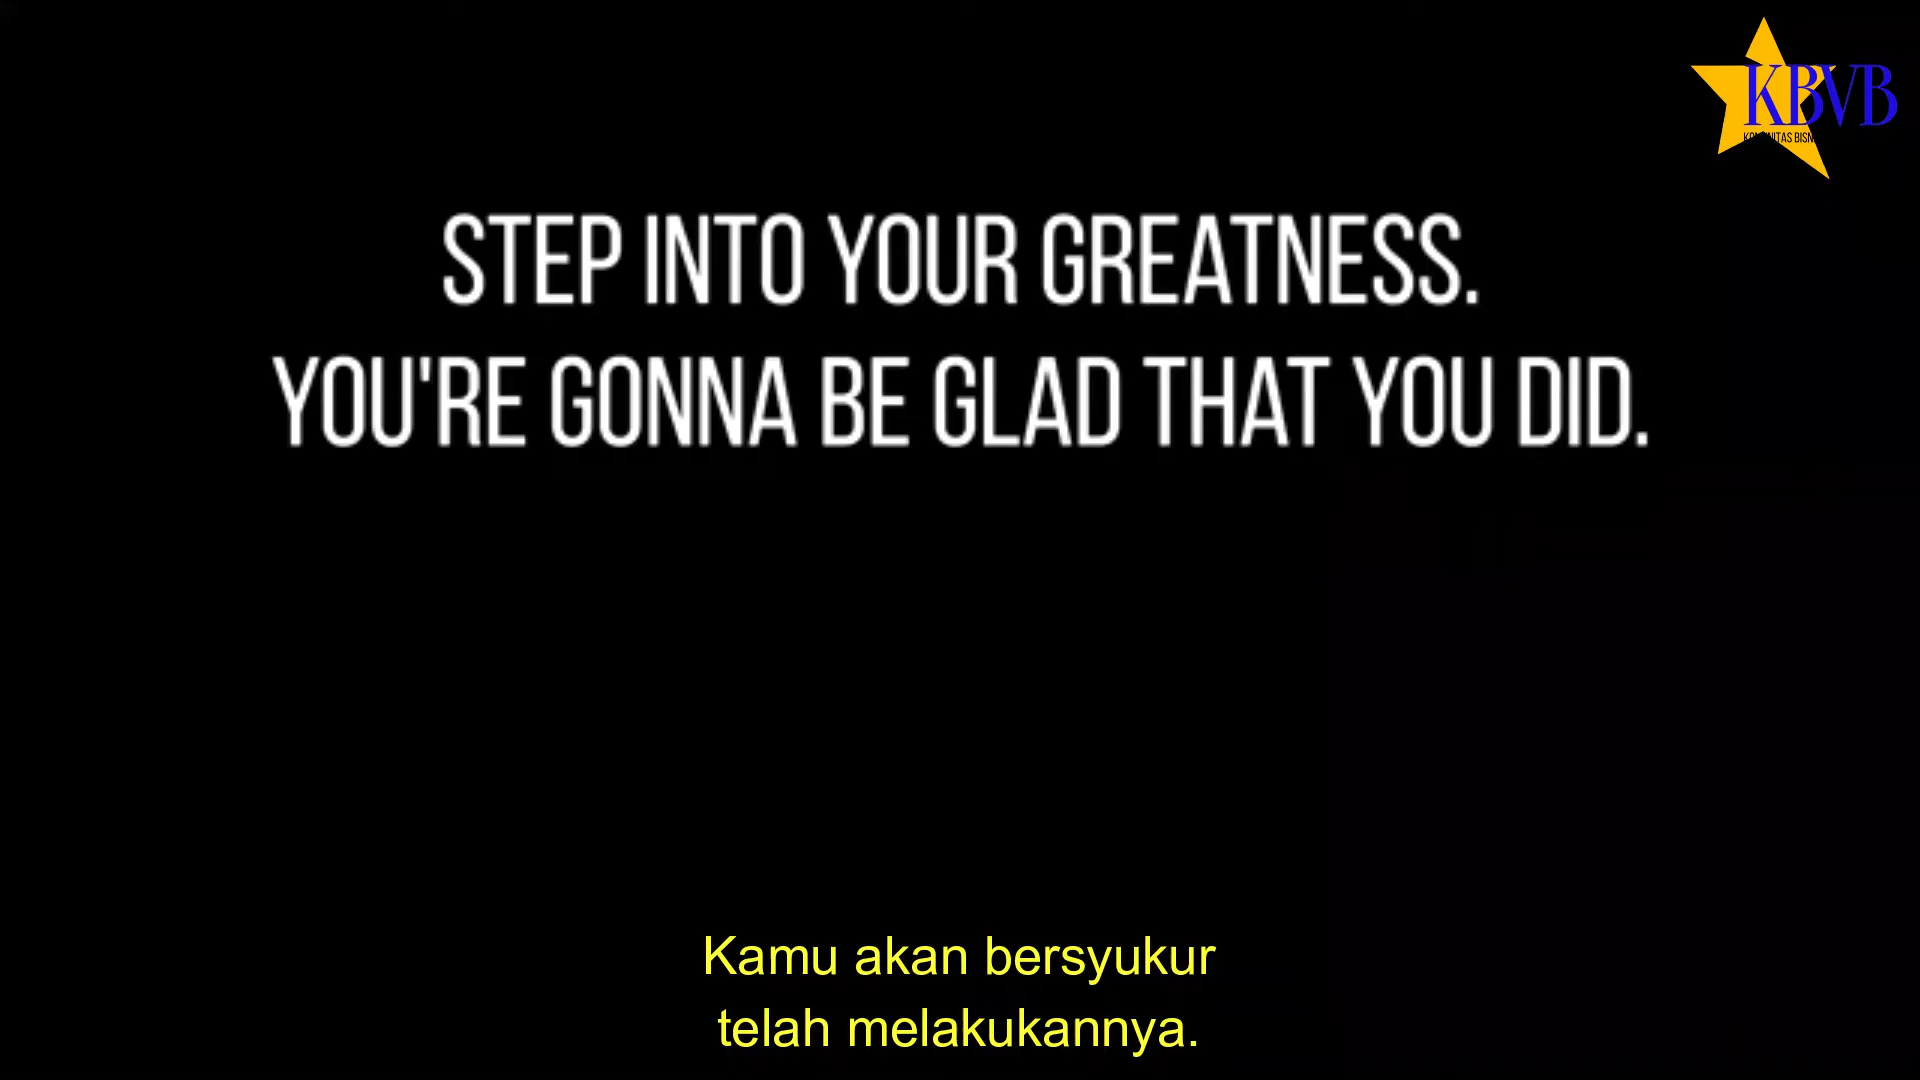 KBVB
STEP INTO YOUR GREATNESS.
YOU'RE GONNA BE GLAD THAT YOU DID.
Kamu akan bersyukur
telah melakukannya.